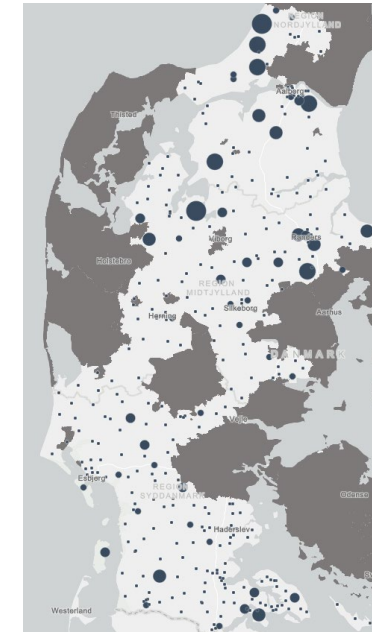 REGION
NORDJYLLAND
Aalborg
Thisted
Viborg
Randers
Holstebro
REGION
MIDTJYLLAND
Silkeborg
Herning
Aarhus
DANMARK
Vejle
Esbjerg
REGION
SYDDANMARK
Odense
Haderslev
Westerland